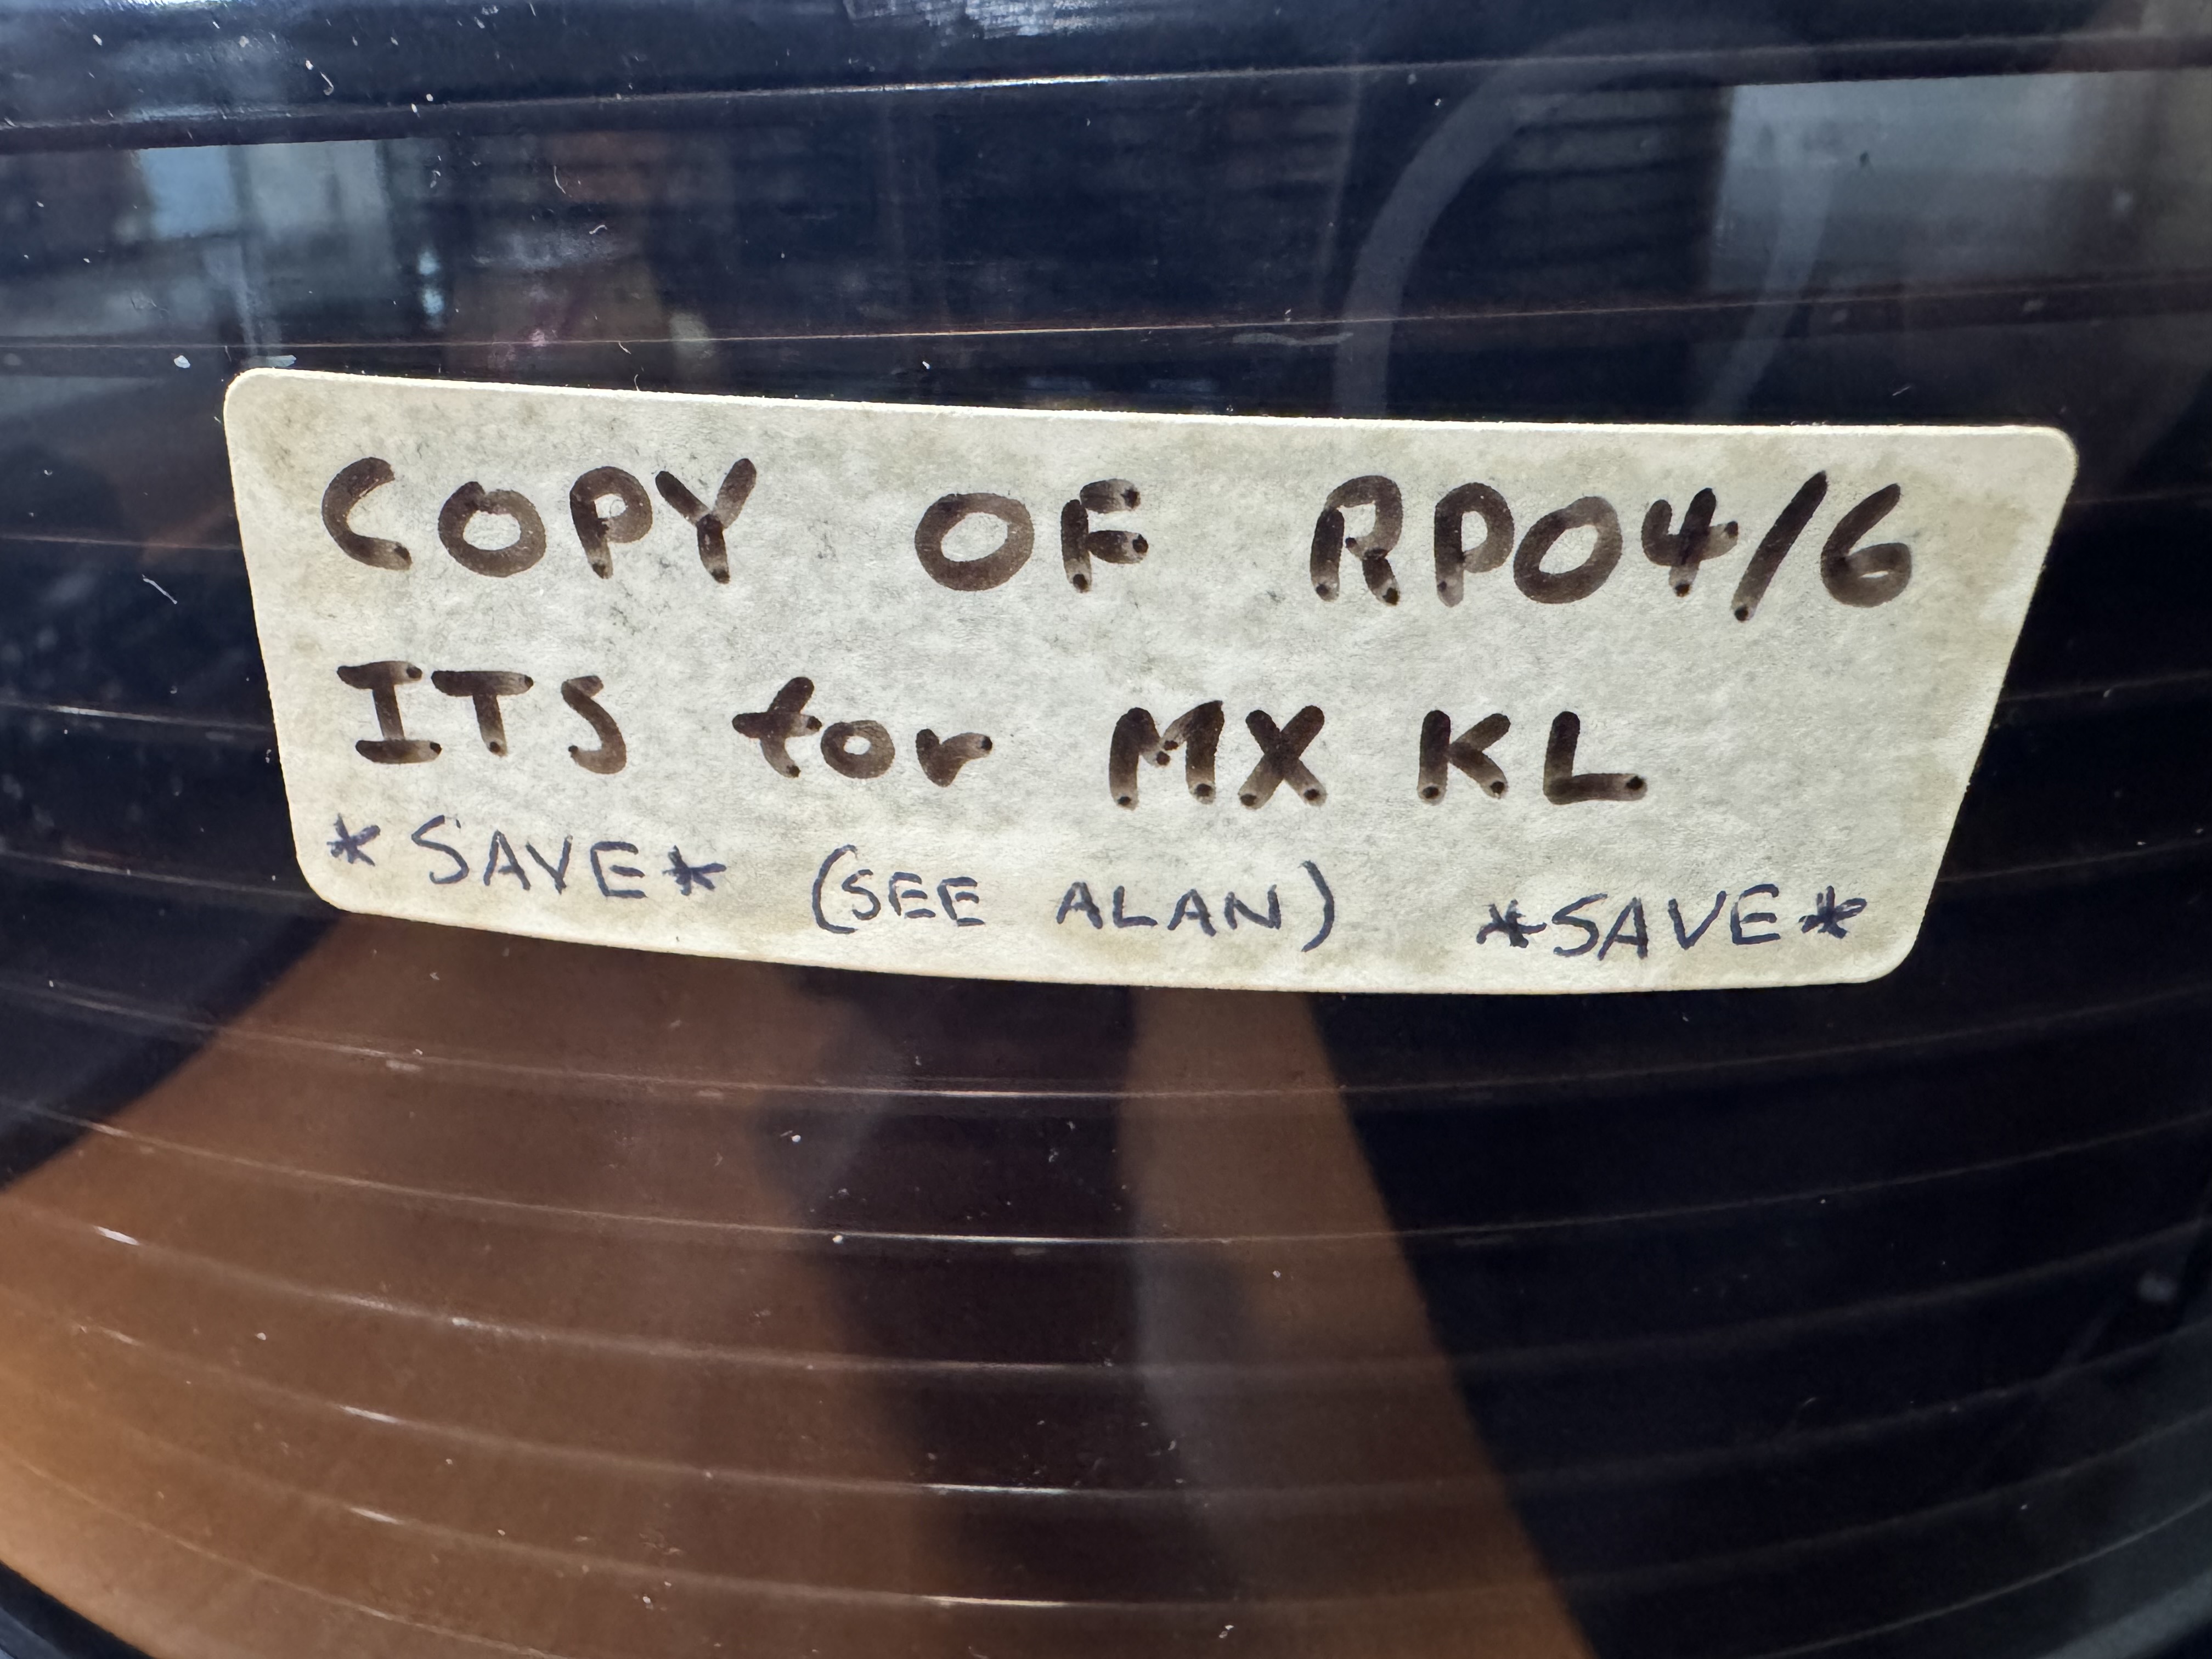 COPY OF RP04/6
ITS for MX KL
*SAVE* (SEE ALAN) *SAVE*